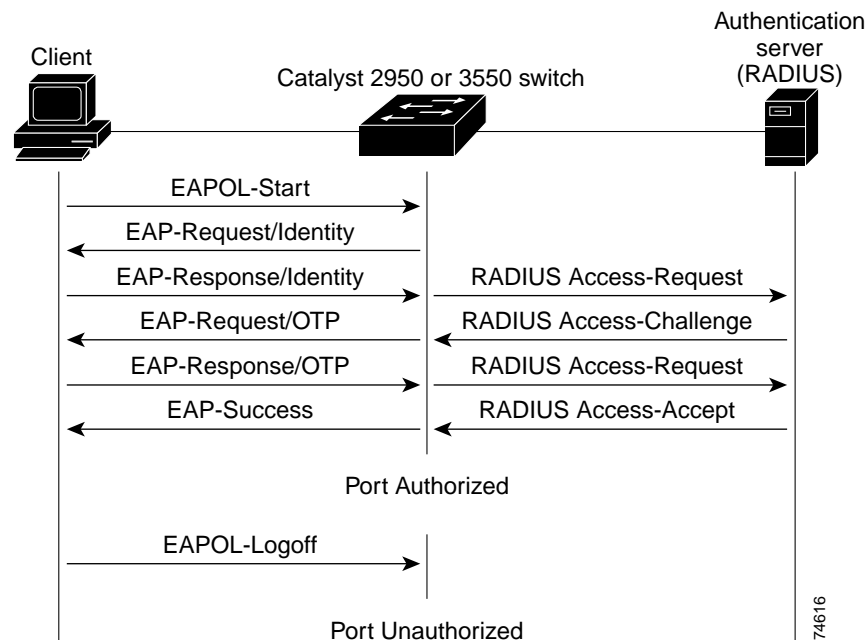 Client
Catalyst 2950 or 3550 switch
Authentication
server
(RADIUS)
EAPOL-Start
EAP-Request/Identity
EAP-Response/Identity
RADIUS Access-Request
EAP-Request/OTP
RADIUS Access-Challenge
EAP-Response/OTP
RADIUS Access-Request
EAP-Success
RADIUS Access-Accept
Port Authorized
EAPOL-Logoff
Port Unauthorized
74616